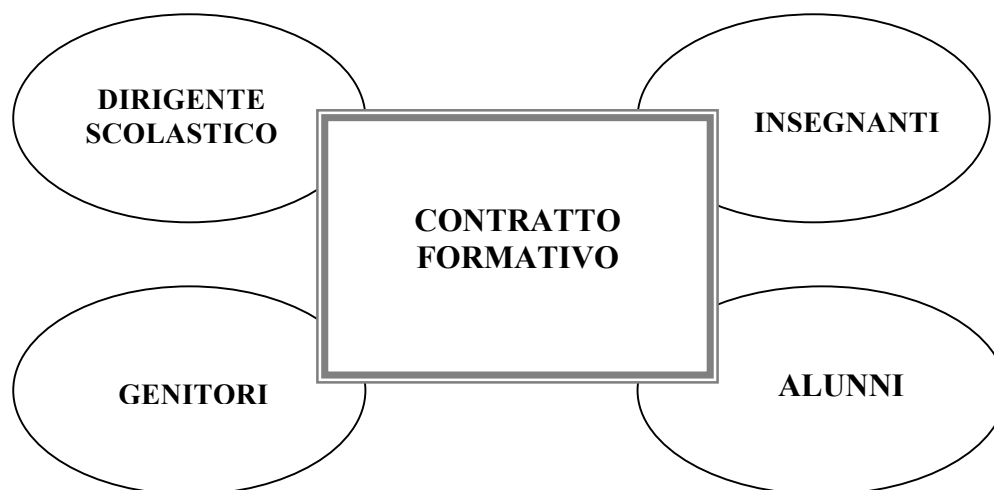 DIRIGENTE
SCOLASTICO
INSEGNANTI
CONTRATTO
FORMATIVO
GENITORI
ALUNNI